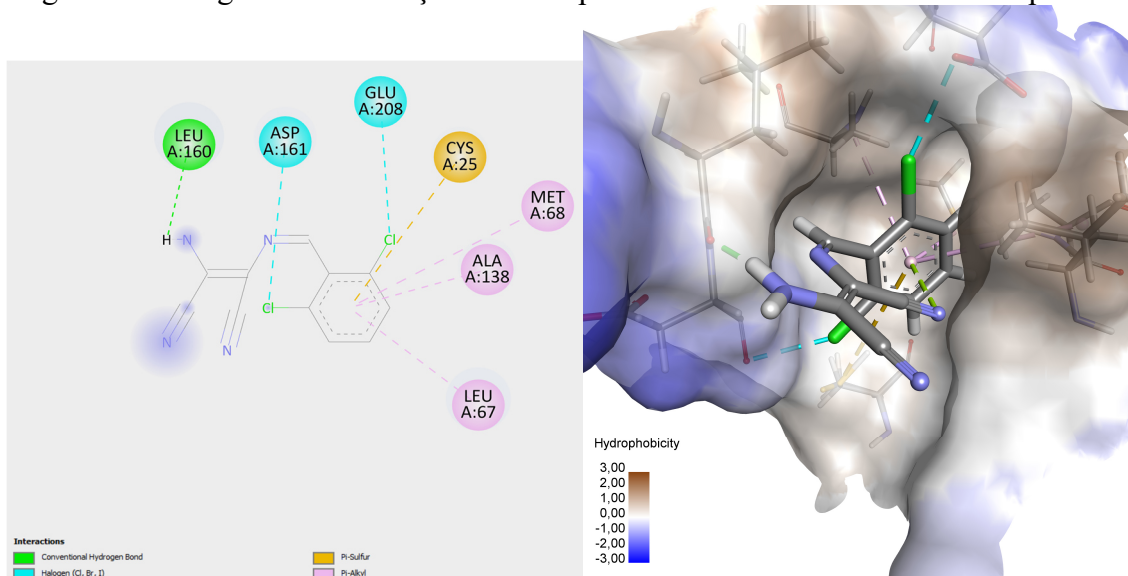 LEU
A:160
ASP
A:161
GLU
A:208
CYS
A:25
MET
A:68
ALA
A:138
LEU
A:67
H N
N
Cl
Cl
N
N
Interactions
Conventional Hydrogen Bond
Halogen (Cl, Br, I)
Pi-Sulfur
Pi-Alkyl
Hydrophobicity
3,00
2,00
1,00
0,00
-1,00
-2,00
-3,00